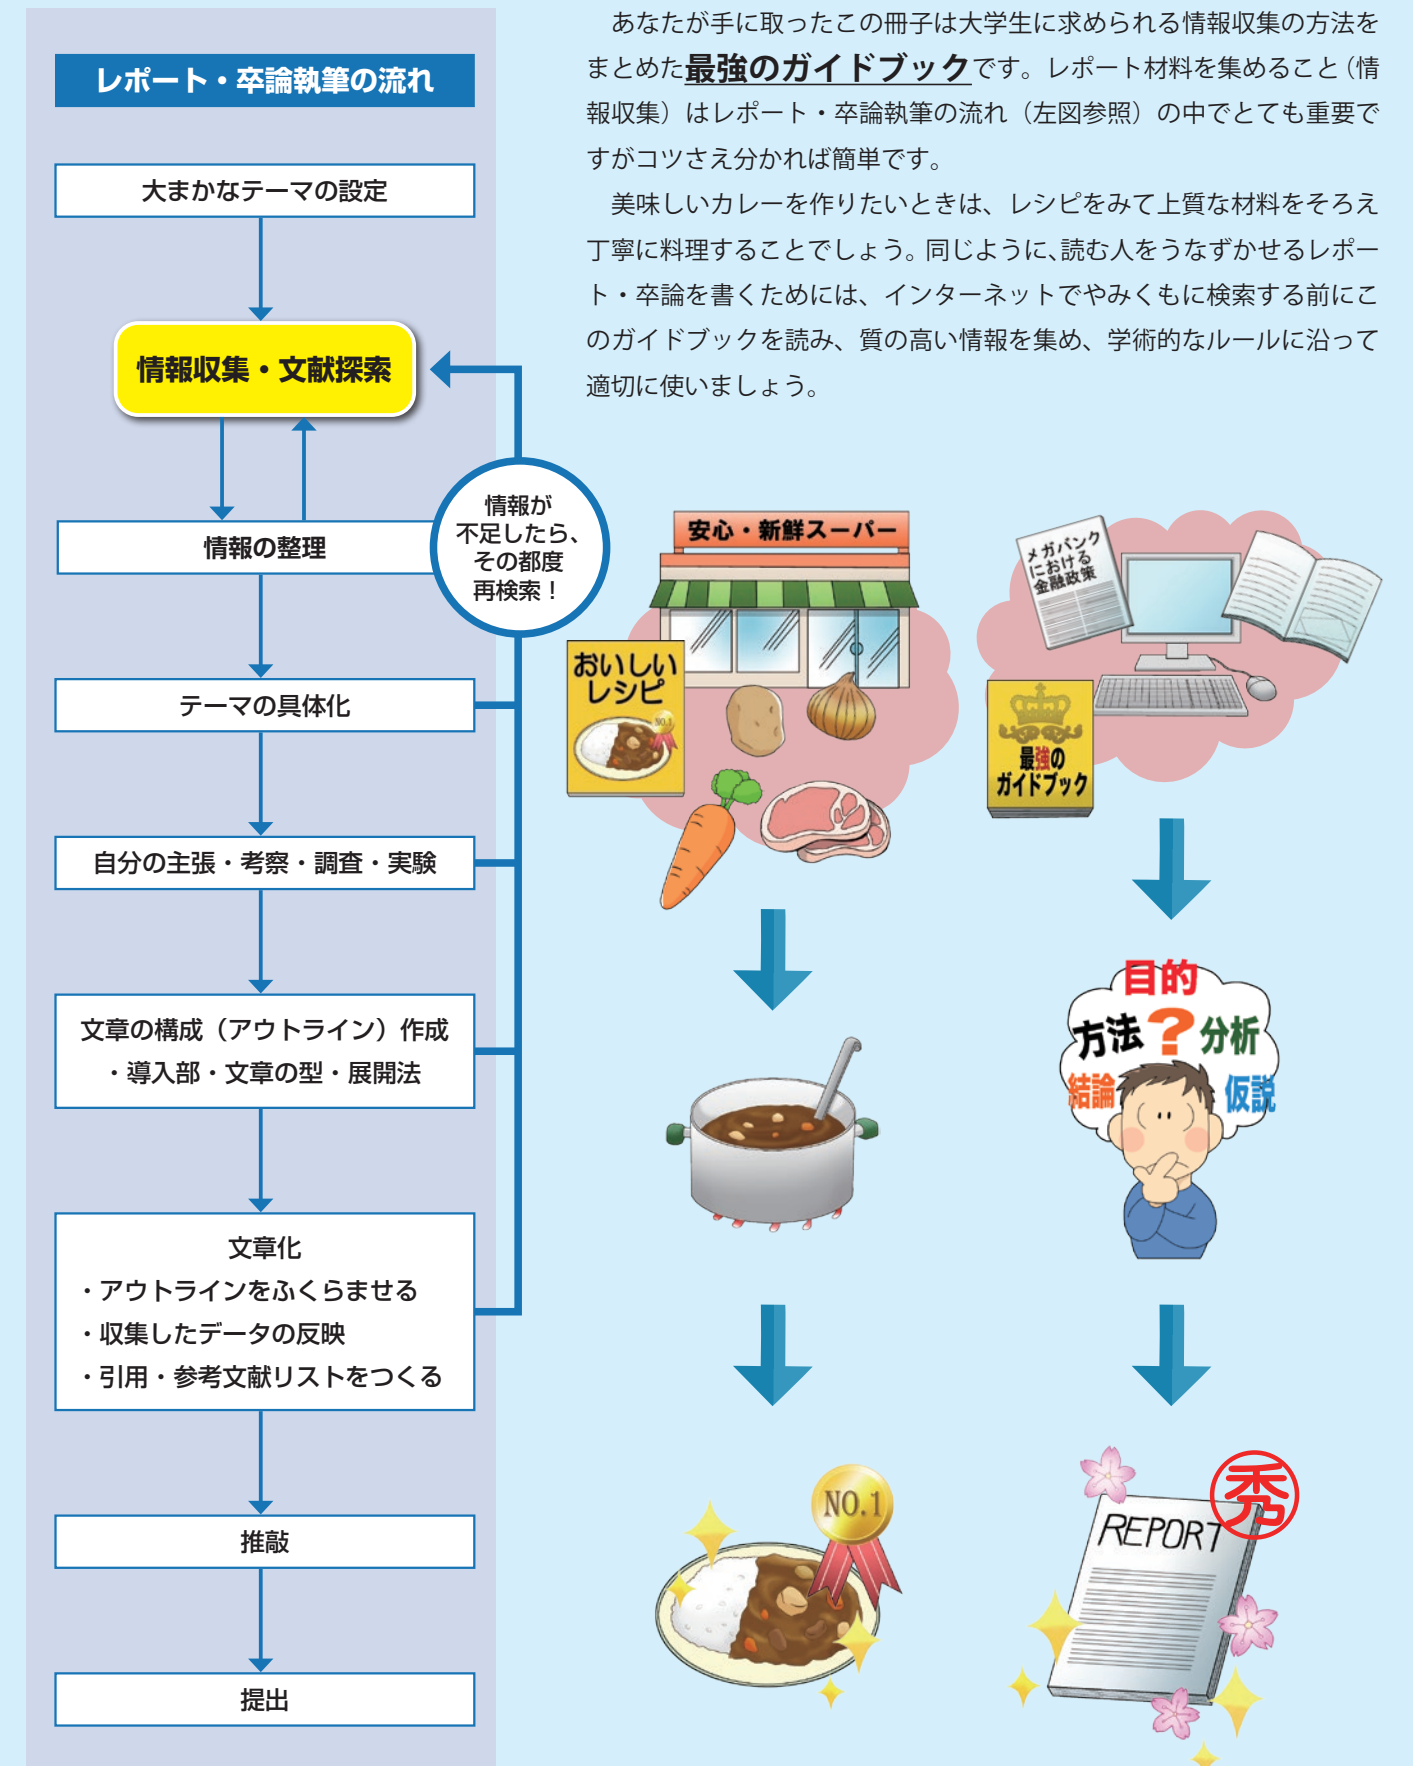 レポート・卒論執筆の流れ
大まかなテーマの設定
情報収集・文献探索
情報が
不足したら、
その都度
再検索!
情報の整理
テーマの具体化
自分の主張・考察・調査・実験
文章の構成(アウトライン)作成
・導入部・文章の型・展開法
文章化
・アウトラインをふくらませる
・収集したデータの反映
・引用・参考文献リストをつくる
推敲
提出
あなたが手に取ったこの冊子は大学生に求められる情報収集の方法を
まとめた最強のガイドブックです。レポート材料を集めること(情
報収集)はレポート・卒論執筆の流れ(左図参照)の中でとても重要で
すがコツさえ分かれば簡単です。
美味しいカレーを作りたいときは、レシピをみて上質な材料をそろえ
丁寧に料理することでしょう。同じように、読む人をうなずかせるレポー
ト・卒論を書くためには、インターネットでやみくもに検索する前にこ
のガイドブックを読み、質の高い情報を集め、学術的なルールに沿って
適切に使いましょう。
安心・新鮮スーパー
おいしい
レシピ
NO.1
メガバンク
における
金融政策
最強の
ガイドブック
目的
方法?分析
結論
仮説
NO.1
REPORT
秀